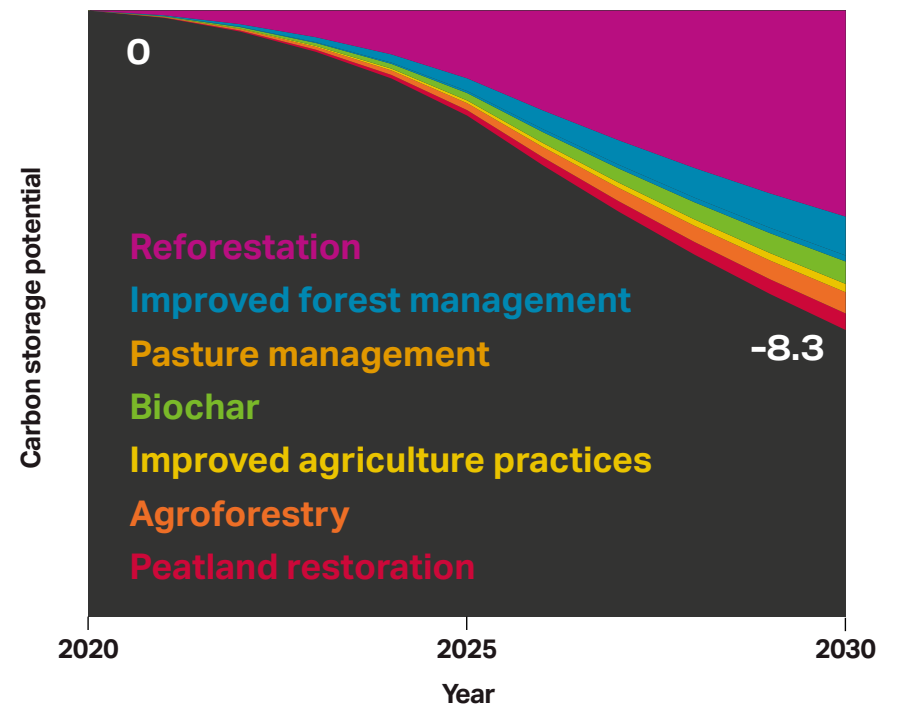 0
Carbon storage potential
Reforestation
Improved forest management
-8.3
Pasture management
Biochar
Improved agriculture practices
Agroforestry
Peatland restoration
2020
2025
2030
Year